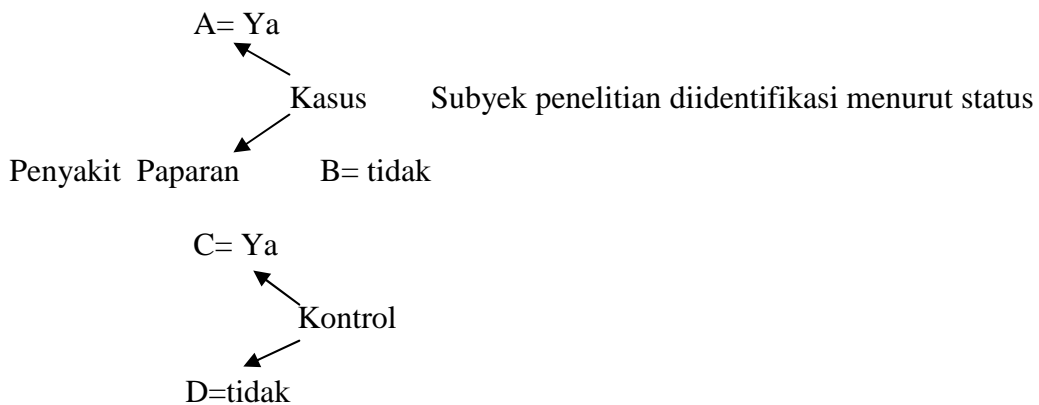 A= Ya
Kasus Subyek penelitian diidentifikasi menurut status
Penyakit Paparan B= tidak
C= Ya
Kontrol
D=tidak